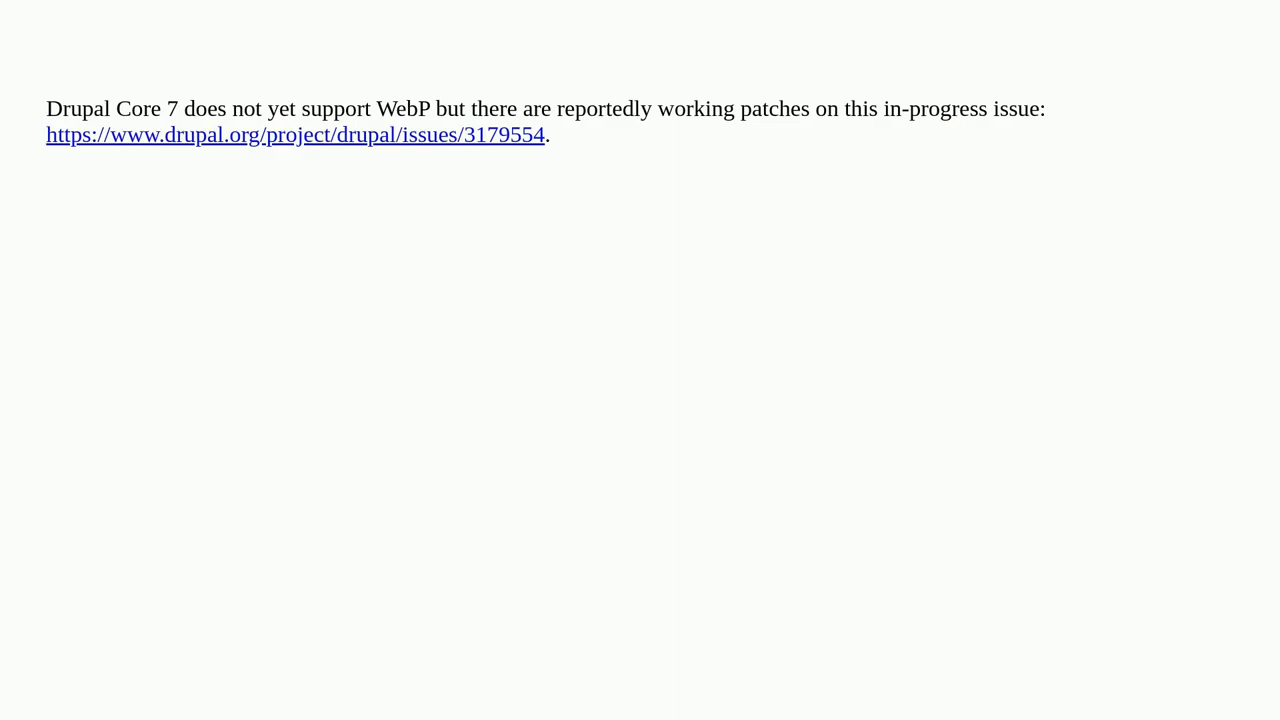 Drupal Core 7 does not yet support WebP but there are reportedly working patches on this in-progress issue:
https://www.drupal.org/project/drupal/issues/3179554.